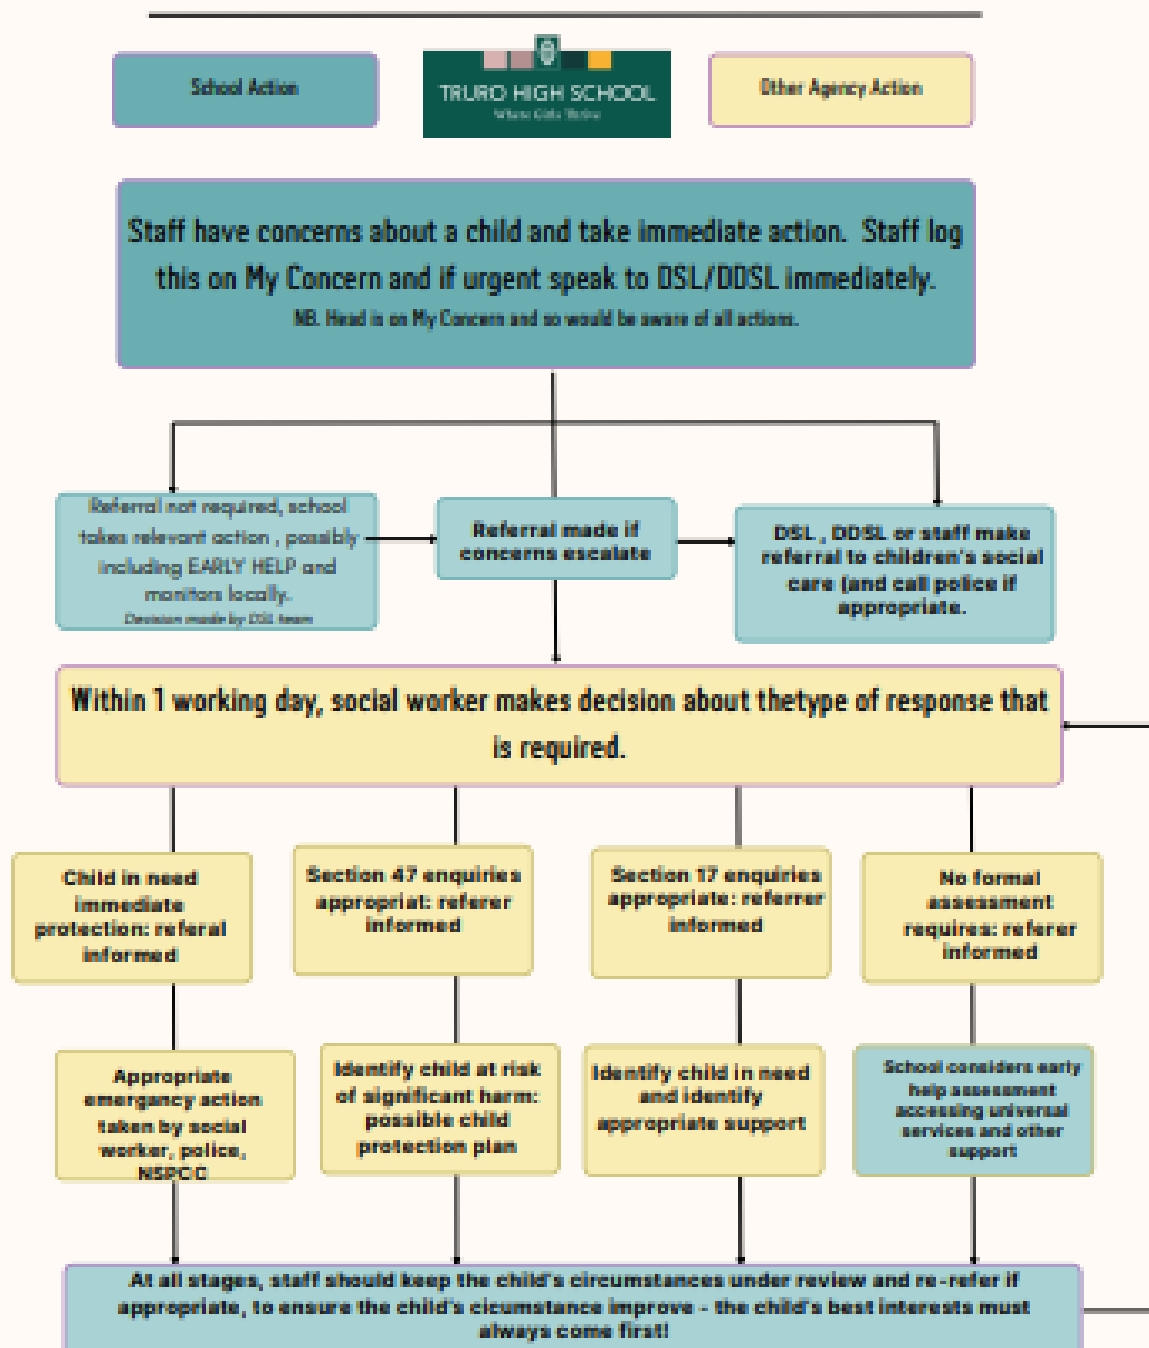 School Action
TRURO HIGH SCHOOL
Where Girls Thrive
Other Agency Action
Staff have concerns about a child and take immediate action. Staff log
this on My Concern and if urgent speak to DSL/DDSL immediately.
NB. Head is on My Concern and so would be aware of all actions.
Referral not required, school
takes relevant action , possibly
including EARLY HELP and
monitors locally.
Decision made by DSL team
Referral made if
concerns escalate
DSL , DDSL or staff make
referral to children's social
care (and call police if
appropriate.
Within 1 working day, social worker makes decision about thetype of response that
is required.
Child in need
immediate
protection: referal
informed
Section 47 enquiries
appropriat: referer
informed
Section 17 enquiries
appropriate: referrer
informed
No formal
assessment
requires: referer
informed
Appropriate
emergancy action
taken by social
worker, police,
NSPCC
Identify child at risk
of significant harm:
possible child
protection plan
Identify child in need
and identify
appropriate support
School considers early
help assessment
accessing universal
services and other
support
At all stages, staff should keep the child's circumstances under review and re-refer if
appropriate, to ensure the child's cicumstance improve - the child's best interests must
always come first!